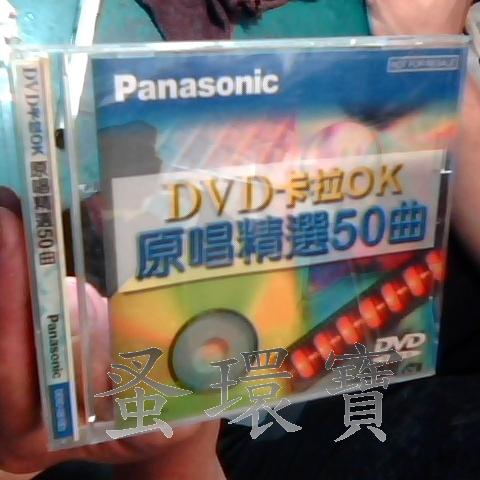 Panasonic
NOT FOR RESALE
DVD卡拉OK
原唱精選50曲
DVD
DVD卡拉OK 原唱精選50曲
Panasonic
蚤環寶